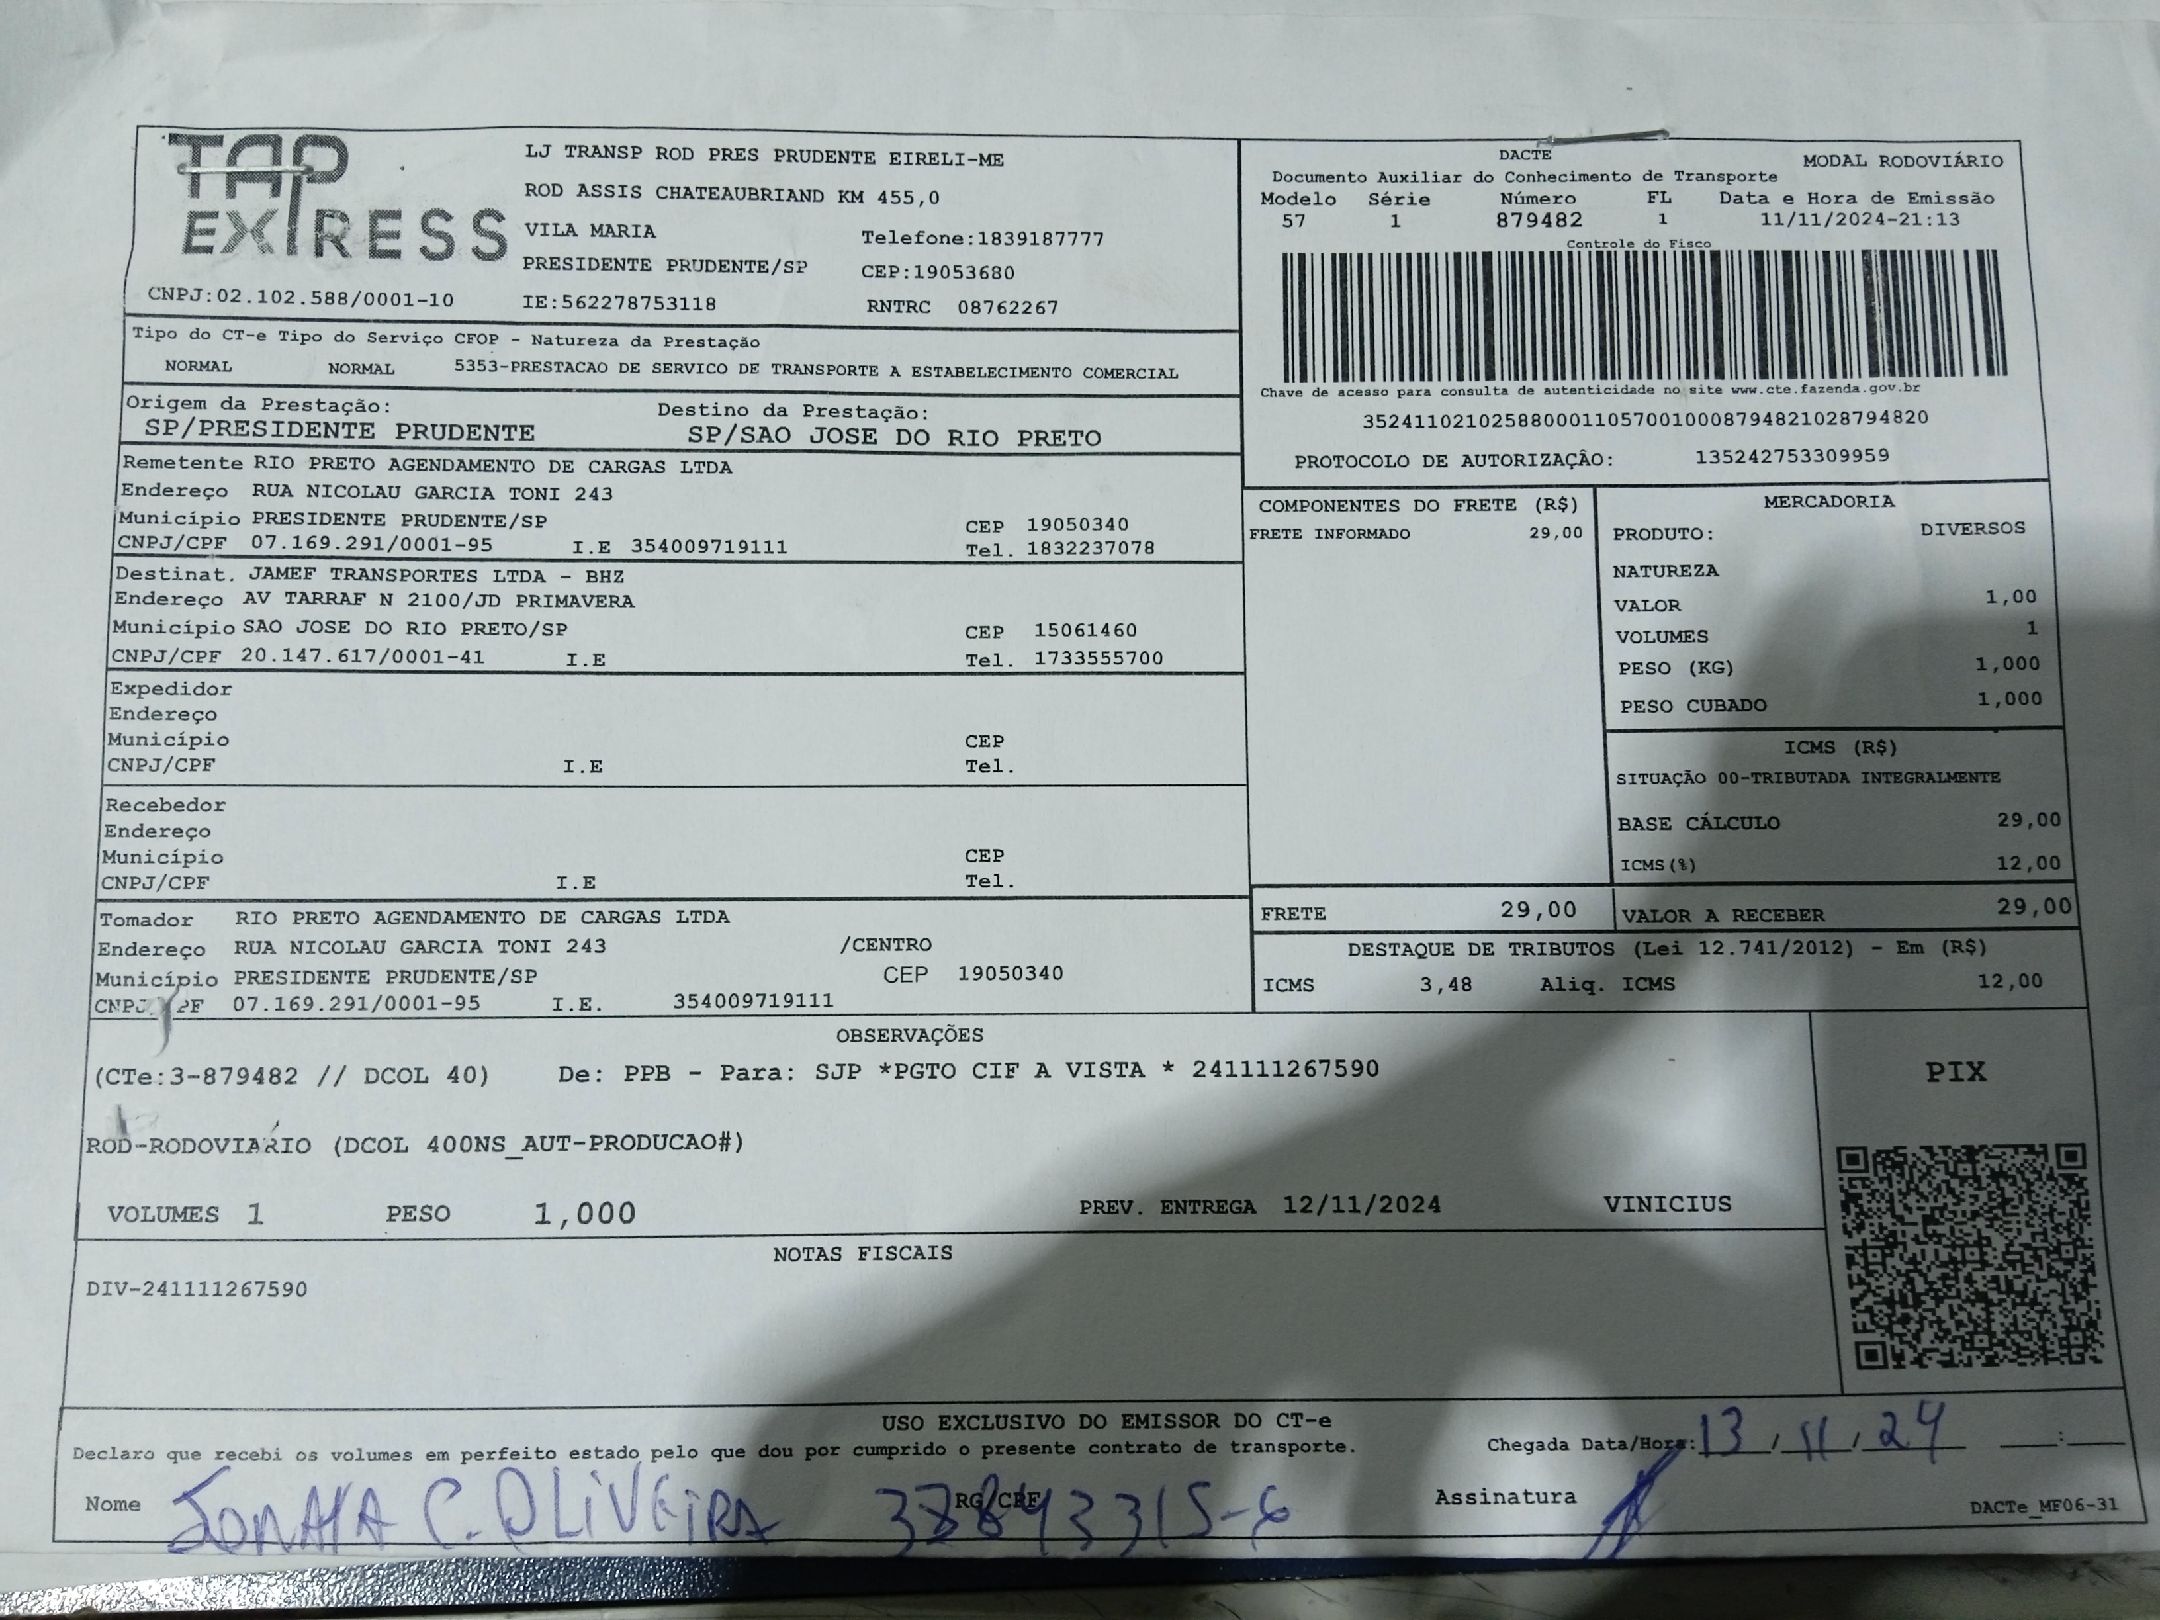 TAP EXPRESS
LJ TRANSP ROD PRES PRUDENTE EIRELI-ME
ROD ASSIS CHATEAUBRIAND KM 455,0
VILA MARIA Telefone:1839187777
PRESIDENTE PRUDENTE/SP CEP:19053680
CNPJ:02.102.588/0001-10 IE:562278753118 RNTRC 08762267
DACTE MODAL RODOVIÁRIO
Documento Auxiliar do Conhecimento de Transporte
Modelo Série Número FL Data e Hora de Emissão
57 1 879482 1 11/11/2024-21:13
Controle do Fisco
Chave de acesso para consulta de autenticidade no site www.cte.fazenda.gov.br
35241102102588000110570010008794821028794820
PROTOCOLO DE AUTORIZAÇÃO: 135242753309959
Tipo do CT-e Tipo do Serviço CFOP - Natureza da Prestação
NORMAL NORMAL 5353-PRESTACAO DE SERVICO DE TRANSPORTE A ESTABELECIMENTO COMERCIAL
Origem da Prestação: Destino da Prestação:
SP/PRESIDENTE PRUDENTE SP/SAO JOSE DO RIO PRETO
Remetente RIO PRETO AGENDAMENTO DE CARGAS LTDA
Endereço RUA NICOLAU GARCIA TONI 243
Município PRESIDENTE PRUDENTE/SP CEP 19050340
CNPJ/CPF 07.169.291/0001-95 I.E 354009719111 Tel. 1832237078
Destinat. JAMEF TRANSPORTES LTDA - BHZ
Endereço AV TARRAF N 2100/JD PRIMAVERA
Município SAO JOSE DO RIO PRETO/SP CEP 15061460
CNPJ/CPF 20.147.617/0001-41 I.E Tel. 1733555700
Expedidor
Endereço
Município CEP
CNPJ/CPF I.E Tel.
Recebedor
Endereço
Município CEP
CNPJ/CPF I.E Tel.
Tomador RIO PRETO AGENDAMENTO DE CARGAS LTDA
Endereço RUA NICOLAU GARCIA TONI 243 /CENTRO
Município PRESIDENTE PRUDENTE/SP CEP 19050340
CNPJ/CPF 07.169.291/0001-95 I.E. 354009719111
COMPONENTES DO FRETE (R$)
FRETE INFORMADO 29,00
MERCADORIA
PRODUTO: DIVERSOS
NATUREZA
VALOR 1,00
VOLUMES 1
PESO (KG) 1,000
PESO CUBADO 1,000
ICMS (R$)
SITUAÇÃO 00-TRIBUTADA INTEGRALMENTE
BASE CÁLCULO 29,00
ICMS(%) 12,00
FRETE 29,00 VALOR A RECEBER 29,00
DESTAQUE DE TRIBUTOS (Lei 12.741/2012) - Em (R$)
ICMS 3,48 Aliq. ICMS 12,00
OBSERVAÇÕES
(CTe:3-879482 // DCOL 40) De: PPB - Para: SJP *PGTO CIF A VISTA * 241111267590
ROD-RODOVIARIO (DCOL 400NS_AUT-PRODUCAO#)
VOLUMES 1 PESO 1,000 PREV. ENTREGA 12/11/2024 VINICIUS
PIX
NOTAS FISCAIS
DIV-241111267590
USO EXCLUSIVO DO EMISSOR DO CT-e
Declaro que recebi os volumes em perfeito estado pelo que dou por cumprido o presente contrato de transporte.
Chegada Data/Hora: 13/11/24 __:__
Nome C. OLIVEIRA RG/CPF 37843315-6 Assinatura
DACTe_MF06-31